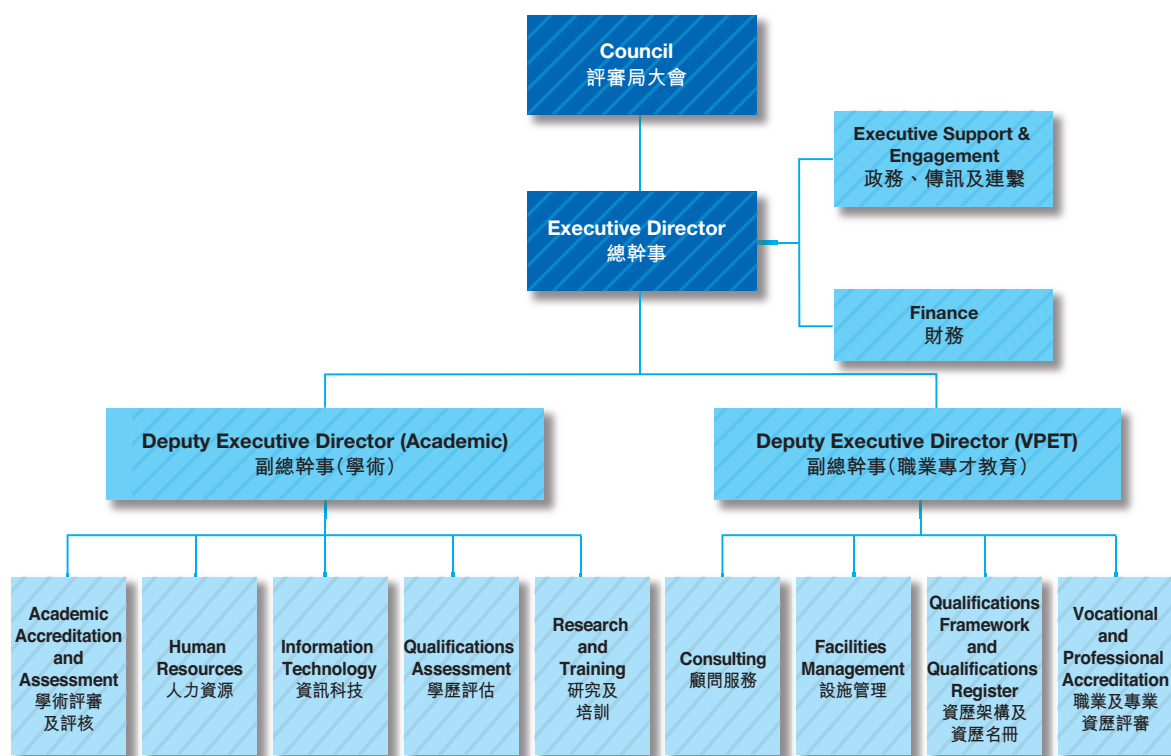 Council
評審局大會
Executive Support &
Engagement
政務、傳訊及連繫
Executive Director
總幹事
Finance
財務
Deputy Executive Director (Academic)
副總幹事(學術)
Deputy Executive Director (VPET)
副總幹事(職業專才教育)
Academic
Accreditation
and
Assessment
學術評審
及評核
Human
Resources
人力資源
Information
Technology
資訊科技
Qualifications
Assessment
學歷評估
Research
and
Training
研究及
培訓
Consulting
顧問服務
Facilities
Management
設施管理
Qualifications
Framework
and
Qualifications
Register
資歷架構及
資歷名冊
Vocational
and
Professional
Accreditation
職業及專業
資歷評審